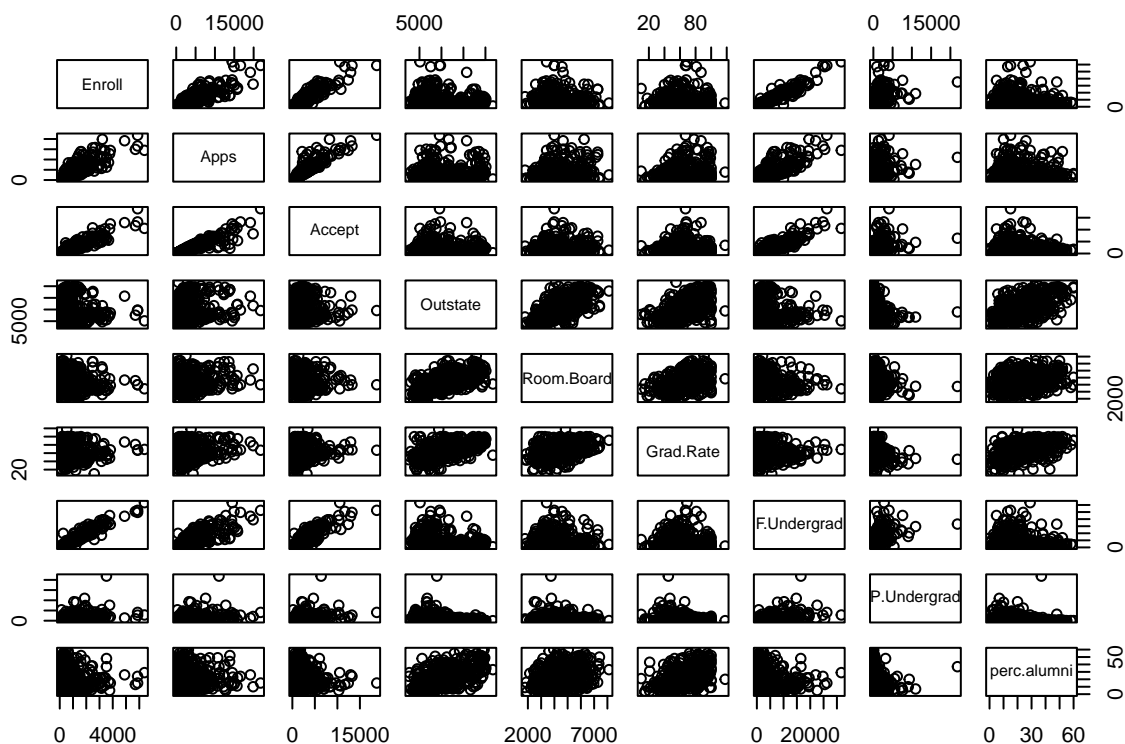 0 15000 5000 20 80 0 15000
Enroll
0
0
Apps
Accept
0
5000
Outstate
Room.Board
2000
20
Grad.Rate
F.Undergrad
0
0
P.Undergrad
perc.alumni
0 50
0 4000 0 15000 2000 7000 0 20000 0 30 60